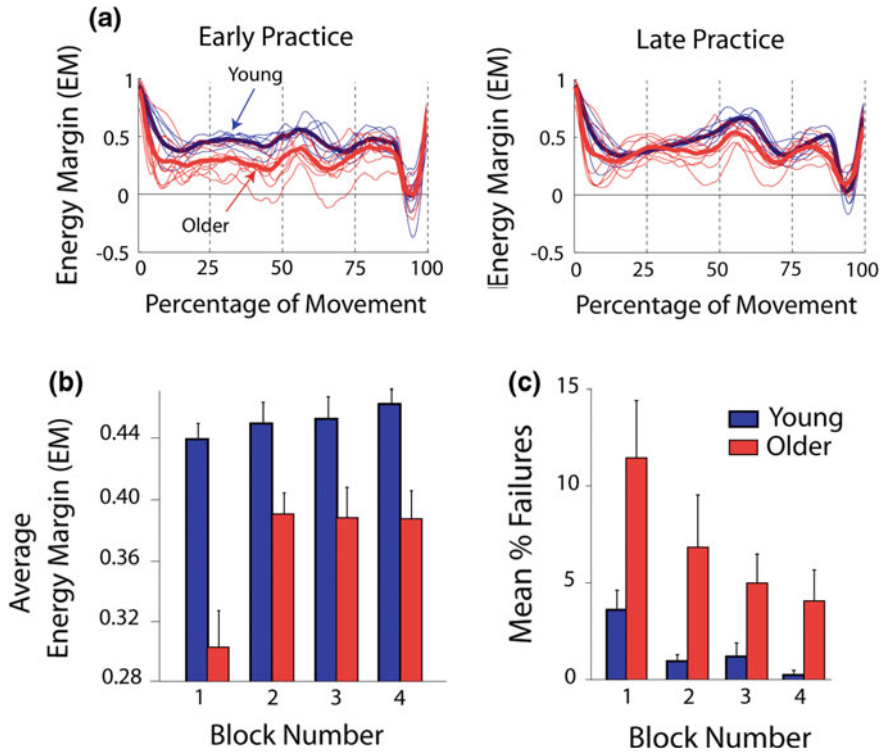 (a)
Early Practice
Energy Margin (EM)
1
0.5
0
-0.5
Young
Older
0 25 50 75 100
Percentage of Movement
Late Practice
|Energy Margin (EM)
1
0.5
0
-0.5
0 25 50 75 100
Percentage of Movement
(b)
Average
Energy Margin (EM)
0.44
0.40
0.36
0.32
0.28
1 2 3 4
Block Number
(c)
Mean % Failures
15
10
5
0
Young
Older
1 2 3 4
Block Number